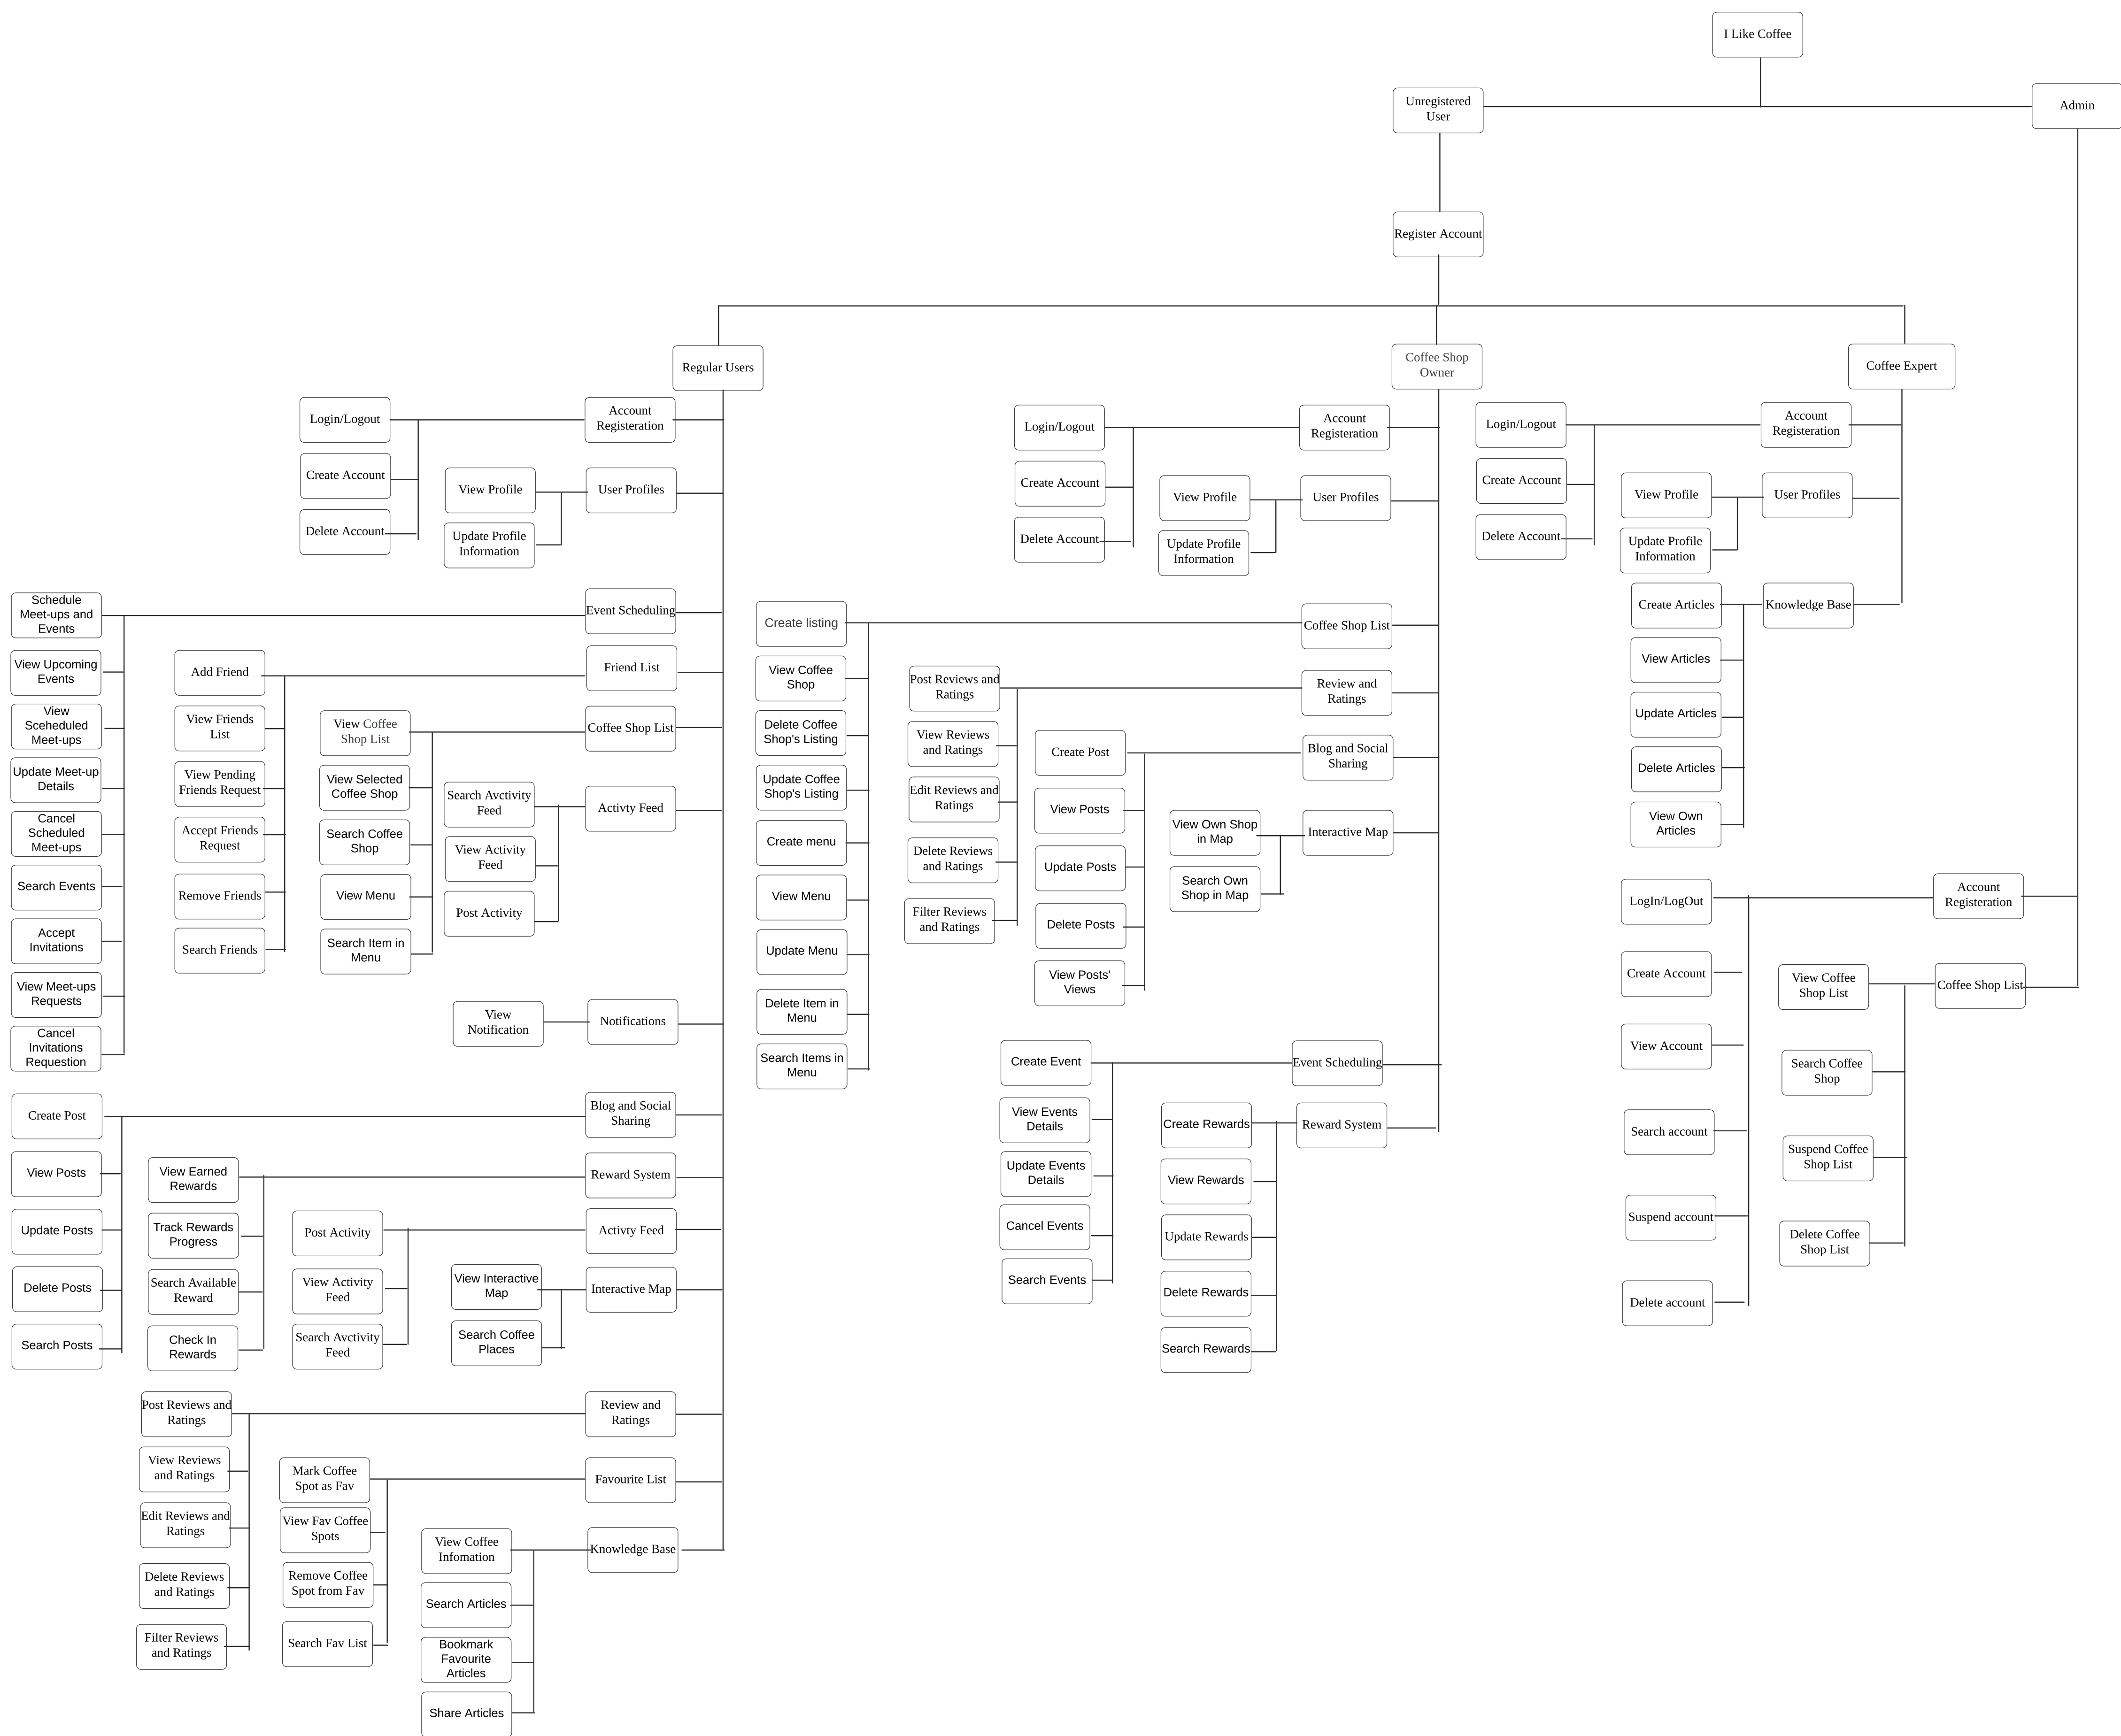 I Like Coffee
Unregistered
User
Admin
Register Account
Regular Users
Coffee Shop
Owner
Coffee Expert
Login/Logout
Account
Registeration
Create Account
View Profile
User Profiles
Delete Account
Update Profile
Information
Schedule
Meet-ups and
Events
Event Scheduling
View Upcoming
Events
View
Sceheduled
Meet-ups
Update Meet-up
Details
Cancel
Scheduled
Meet-ups
Search Events
Accept
Invitations
View Meet-ups
Requests
Cancel
Invitations
Requestion
Add Friend
Friend List
View Friends
List
View Pending
Friends Request
Accept Friends
Request
Remove Friends
Search Friends
View Coffee
Shop List
Coffee Shop List
View Selected
Coffee Shop
Search Coffee
Shop
View Menu
Search Item in
Menu
Search Avctivity
Feed
Activty Feed
View Activity
Feed
Post Activity
View
Notification
Notifications
Create Post
Blog and Social
Sharing
View Posts
Update Posts
Delete Posts
Search Posts
View Earned
Rewards
Reward System
Track Rewards
Progress
Search Available
Reward
Check In
Rewards
Post Activity
Activty Feed
View Activity
Feed
Search Avctivity
Feed
View Interactive
Map
Interactive Map
Search Coffee
Places
Post Reviews and
Ratings
Review and
Ratings
View Reviews
and Ratings
Edit Reviews and
Ratings
Delete Reviews
and Ratings
Filter Reviews
and Ratings
Mark Coffee
Spot as Fav
Favourite List
View Fav Coffee
Spots
Remove Coffee
Spot from Fav
Search Fav List
View Coffee
Infomation
Knowledge Base
Search Articles
Bookmark
Favourite
Articles
Share Articles
Login/Logout
Account
Registeration
Create Account
View Profile
User Profiles
Delete Account
Update Profile
Information
Create listing
Coffee Shop List
View Coffee
Shop
Delete Coffee
Shop's Listing
Update Coffee
Shop's Listing
Create menu
View Menu
Update Menu
Delete Item in
Menu
Search Items in
Menu
Post Reviews and
Ratings
Review and
Ratings
View Reviews
and Ratings
Edit Reviews and
Ratings
Delete Reviews
and Ratings
Filter Reviews
and Ratings
Create Post
Blog and Social
Sharing
View Posts
Update Posts
Delete Posts
View Posts'
Views
View Own Shop
in Map
Interactive Map
Search Own
Shop in Map
Create Event
Event Scheduling
View Events
Details
Update Events
Details
Cancel Events
Search Events
Create Rewards
Reward System
View Rewards
Update Rewards
Delete Rewards
Search Rewards
Login/Logout
Account
Registeration
Create Account
View Profile
User Profiles
Delete Account
Update Profile
Information
Create Articles
Knowledge Base
View Articles
Update Articles
Delete Articles
View Own
Articles
LogIn/LogOut
Account
Registeration
Create Account
View Account
Search account
Suspend account
Delete account
View Coffee
Shop List
Coffee Shop List
Search Coffee
Shop
Suspend Coffee
Shop List
Delete Coffee
Shop List